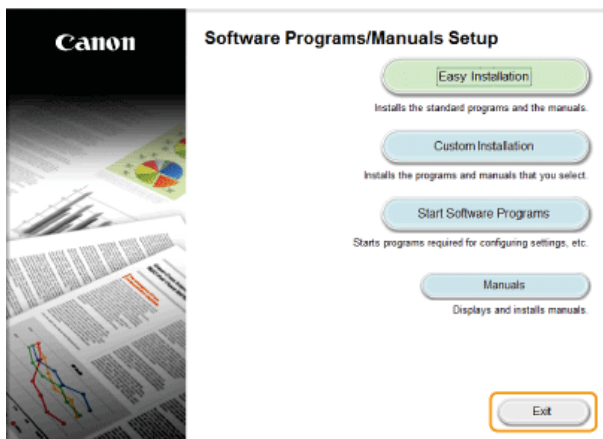 Canon
Software Programs/Manuals Setup
Easy Installation
Installs the standard programs and the manuals.
Custom Installation
Installs the programs and manuals that you select.
Start Software Programs
Starts programs required for configuring settings, etc.
Manuals
Displays and installs manuals.
Exit